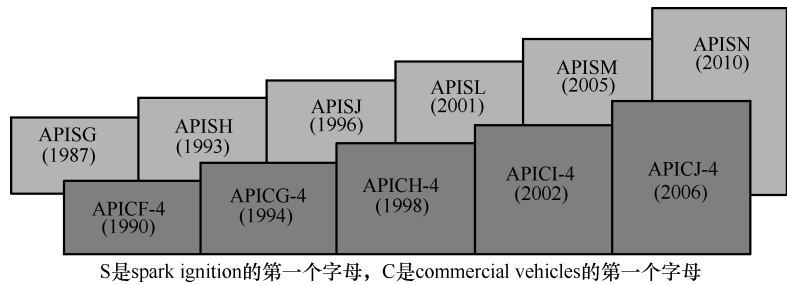 APISG
(1987)
APISH
(1993)
APISJ
(1996)
APISL
(2001)
APISM
(2005)
APISN
(2010)
APICF-4
(1990)
APICG-4
(1994)
APICH-4
(1998)
APICI-4
(2002)
APICJ-4
(2006)
S是spark ignition的第一个字母，C是commercial vehicles的第一个字母